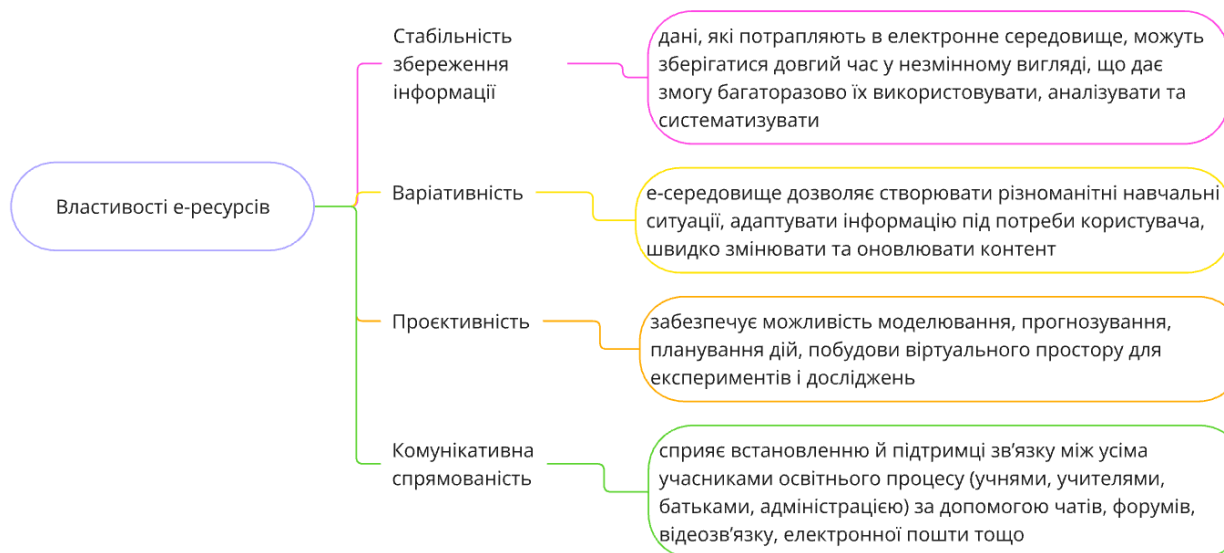 Властивості е-ресурсів
Стабільність
збереження
інформації
дані, які потрапляють в електронне середовище, можуть
зберігатися довгий час у незмінному вигляді, що дає
змогу багаторазово їх використовувати, аналізувати та
систематизувати
Варіативність
е-середовище дозволяє створювати різноманітні навчальні
ситуації, адаптувати інформацію під потреби користувача,
швидко змінювати та оновлювати контент
Проєктивність
забезпечує можливість моделювання, прогнозування,
планування дій, побудови віртуального простору для
експериментів і досліджень
Комунікативна
спрямованість
сприяє встановленню й підтримці зв’язку між усіма
учасниками освітнього процесу (учнями, учителями,
батьками, адміністрацією) за допомогою чатів, форумів,
відеозв’язку, електронної пошти тощо